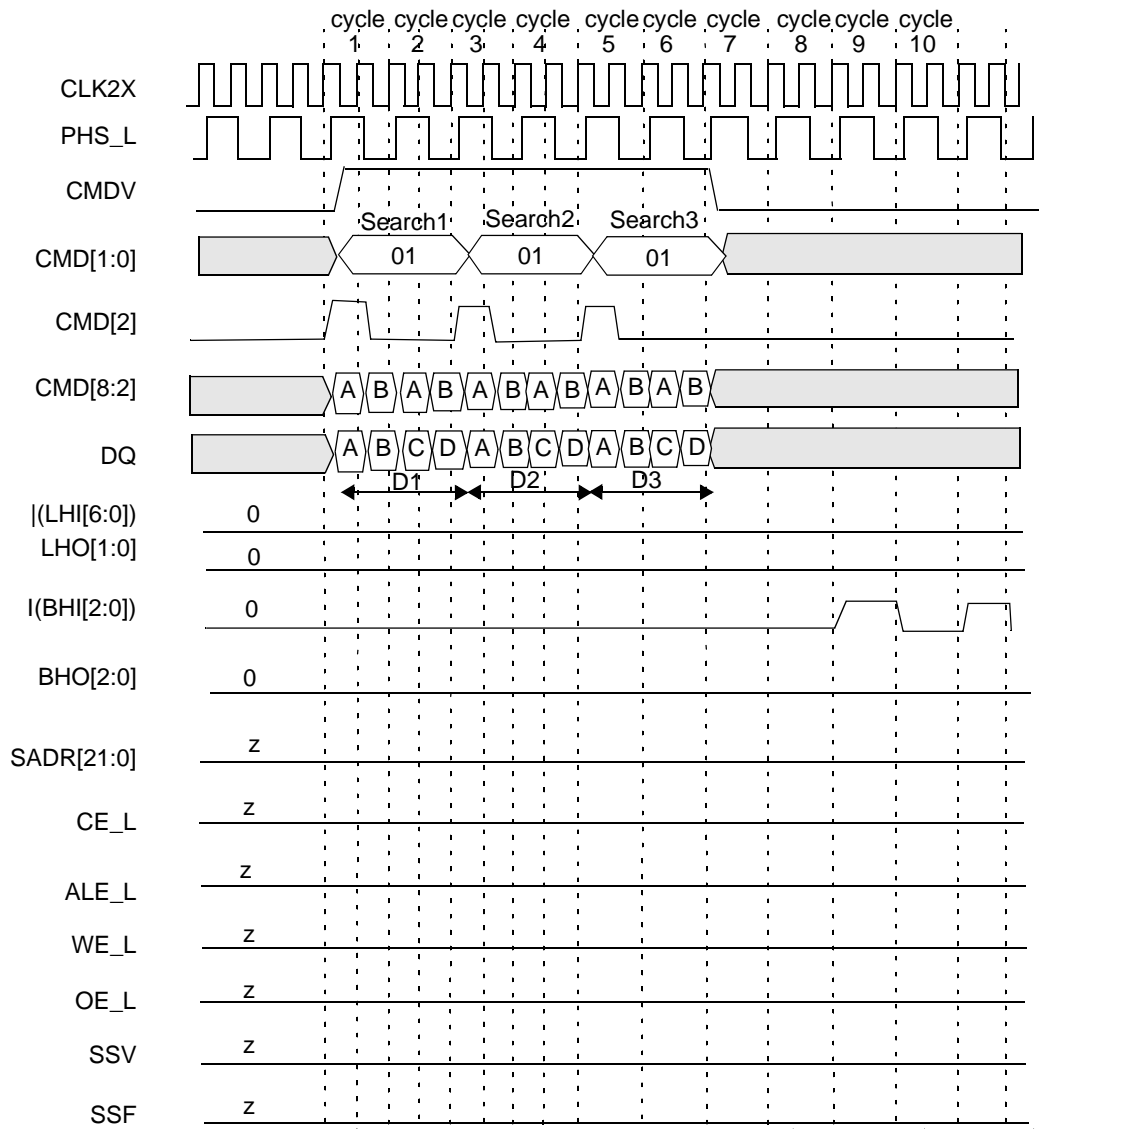 cycle cycle cycle cycle cycle cycle cycle cycle cycle cycle
1 2 3 4 5 6 7 8 9 10
CLK2X
PHS_L
CMDV
Search1 Search2 Search3
CMD[1:0] 01 01 01
CMD[2]
CMD[8:2] A B A B A B A B A B A B
DQ A B C D A B C D A B C D
D1 D2 D3
|(LHI[6:0]) 0
LHO[1:0] 0
I(BHI[2:0]) 0
BHO[2:0] 0
SADR[21:0] z
CE_L z
ALE_L z
WE_L z
OE_L z
SSV z
SSF z